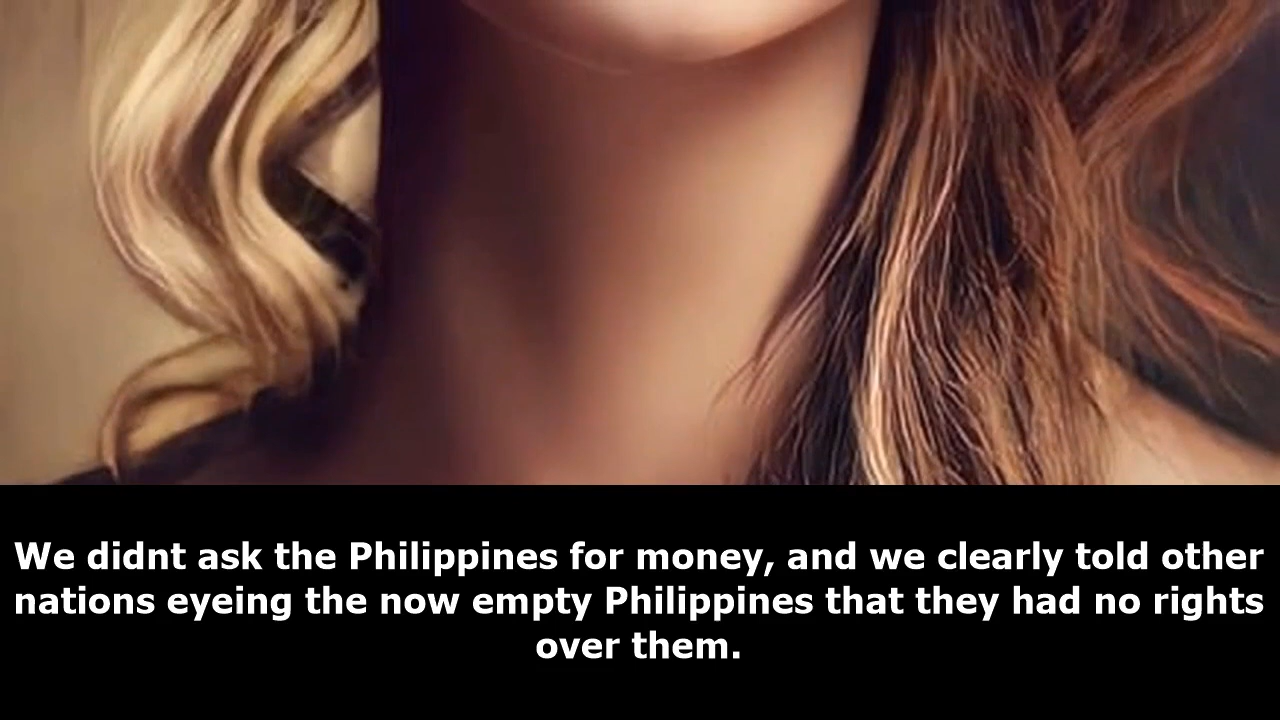 We didnt ask the Philippines for money, and we clearly told other
nations eyeing the now empty Philippines that they had no rights
over them.